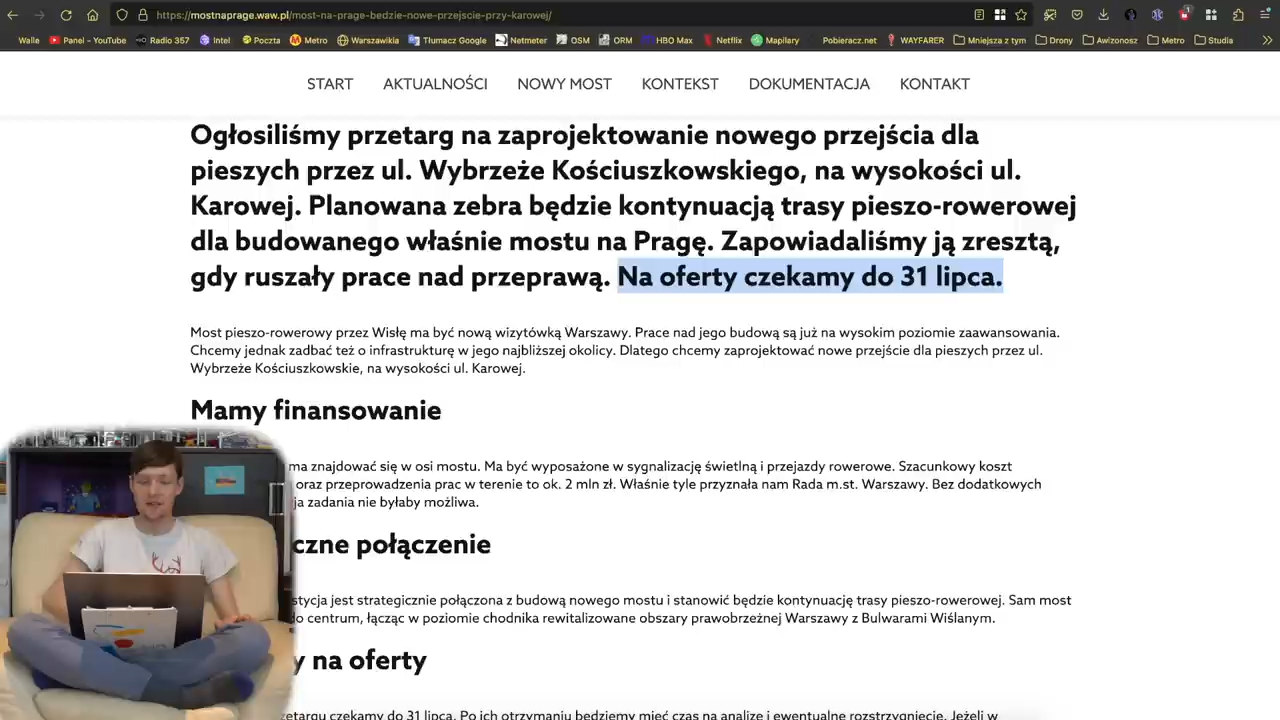 https://mostnaprage.waw.pl/most-na-prage-bedzie-nowe-przejscie-przy-karowej/
Walla Panel - YouTube Radio 357 Intel Poczta Metro Warszawikia Tłumacz Google Netmeter OSM ORM HBO Max Mapilary Netflix Pobieracz.net WAYFARER Mniejsza z tym Drony Awizonosz Metro Studia
START AKTUALNOŚCI NOWY MOST KONTEKST DOKUMENTACJA KONTAKT
Ogłosiliśmy przetarg na zaprojektowanie nowego przejścia dla
pieszych przez ul. Wybrzeże Kościuszkowskiego, na wysokości ul.
Karowej. Planowana zebra będzie kontynuacją trasy pieszo-rowerowej
dla budowanego właśnie mostu na Pragę. Zapowiadaliśmy ją zresztą,
gdy ruszały prace nad przeprawą. Na oferty czekamy do 31 lipca.
Most pieszo-rowerowy przez Wisłę ma być nową wizytówką Warszawy. Prace nad jego budową są już na wysokim poziomie zaawansowania.
Chcemy jednak zadbać też o infrastrukturę w jego najbliższej okolicy. Dlatego chcemy zaprojektować nowe przejście dla pieszych przez ul.
Wybrzeże Kościuszkowskie, na wysokości ul. Karowej.
Mamy finansowanie
ma znajdować się w osi mostu. Ma być wyposażone w sygnalizację świetlną i przejazdy rowerowe. Szacunkowy koszt
oraz przeprowadzenia prac w terenie to ok. 2 mln zł. Właśnie tyle przyznała nam Rada m.st. Warszawy. Bez dodatkowych
ja zadania nie byłaby możliwa.
czne połączenie
stycja jest strategicznie połączona z budową nowego mostu i stanowić będzie kontynuację trasy pieszo-rowerowej. Sam most
do centrum, łącząc w poziomie chodnika rewitalizowane obszary prawobrzeżnej Warszawy z Bulwarami Wiślanym.
y na oferty
zetargu czekamy do 31 lipca. Po ich otrzymaniu będziemy mieć czas na analizę i ewentualne rozstrzygnięcie. Jeżeli w